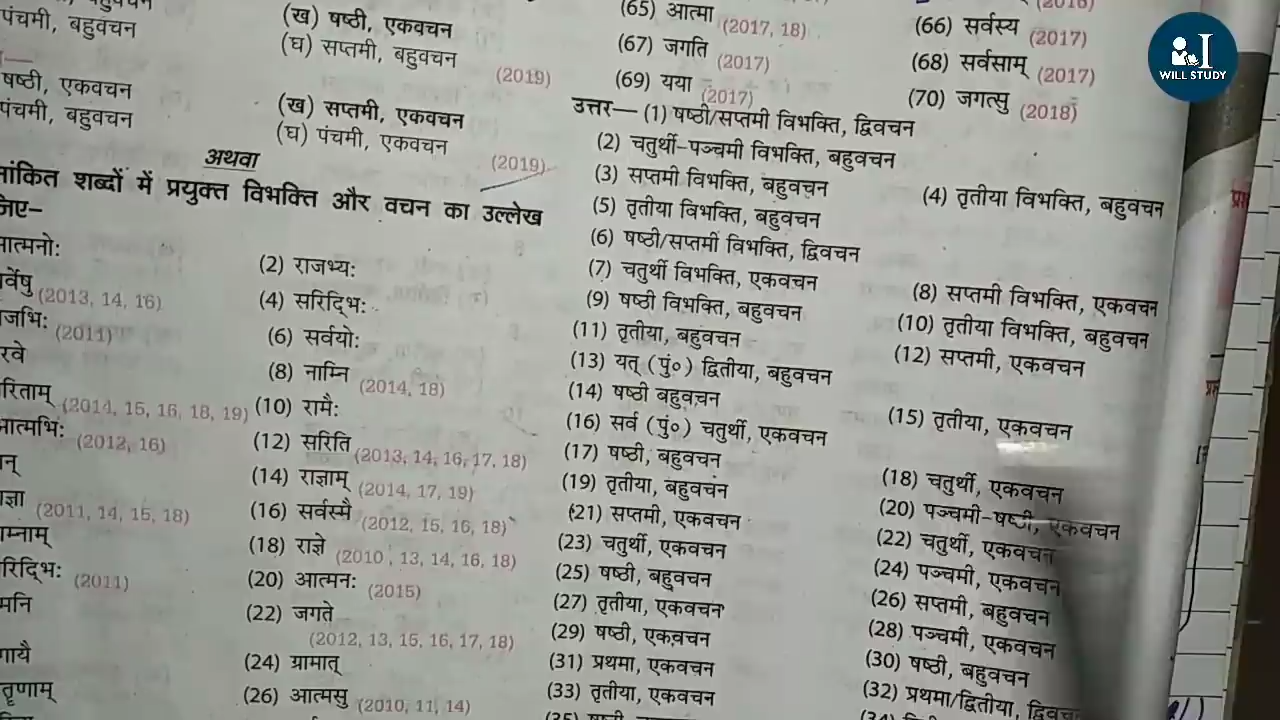 पंचमी, बहुवचन
(ख) षष्ठी, एकवचन
(घ) सप्तमी, बहुवचन
(2019)
षष्ठी, एकवचन
पंचमी, बहुवचन
(ख) सप्तमी, एकवचन
(घ) पंचमी, एकवचन
(2019)
अथवा
शब्दों में प्रयुक्त विभक्ति और वचन का उल्लेख
(2) राजभ्य:
(2013, 14, 16)
(4) सरिद्भि:
(2011)
(6) सर्वयो:
(8) नाम्नि (2014, 18)
(2014, 15, 16, 18, 19)
(10) रामै:
(2012, 16)
(12) सरिति (2013, 14, 16, 17, 18)
(14) राज्ञाम् (2014, 17, 19)
(2011, 14, 15, 18)
(16) सर्वस्मै (2012, 15, 16, 18)
(18) राज्ञे (2010, 13, 14, 16, 18)
(2011)
(20) आत्मन: (2015)
(22) जगते
(2012, 13, 15, 16, 17, 18)
(24) ग्रामात्
(26) आत्मसु (2010, 11, 14)
(65) आत्मा (2017, 18)
(66) सर्वस्य (2017)
(67) जगति (2017)
(68) सर्वसाम् (2017)
(69) यया (2017)
(70) जगत्सु (2018)
उत्तर— (1) षष्ठी/सप्तमी विभक्ति, द्विवचन
(2) चतुर्थी-पञ्चमी विभक्ति, बहुवचन
(3) सप्तमी विभक्ति, बहुवचन
(4) तृतीया विभक्ति, बहुवचन
(5) तृतीया विभक्ति, बहुवचन
(6) षष्ठी/सप्तमी विभक्ति, द्विवचन
(7) चतुर्थी विभक्ति, एकवचन
(8) सप्तमी विभक्ति, एकवचन
(9) षष्ठी विभक्ति, बहुवचन
(10) तृतीया विभक्ति, बहुवचन
(11) तृतीया, बहुवचन
(12) सप्तमी, एकवचन
(13) यत् (पुं०) द्वितीया, बहुवचन
(14) षष्ठी बहुवचन
(15) तृतीया, एकवचन
(16) सर्व (पुं०) चतुर्थी, एकवचन
(17) षष्ठी, बहुवचन
(18) चतुर्थी, एकवचन
(19) तृतीया, बहुवचन
(20) पञ्चमी-षष्ठी, एकवचन
(21) सप्तमी, एकवचन
(22) चतुर्थी, एकवचन
(23) चतुर्थी, एकवचन
(24) पञ्चमी, एकवचन
(25) षष्ठी, बहुवचन
(26) सप्तमी, बहुवचन
(27) तृतीया, एकवचन
(28) पञ्चमी, एकवचन
(29) षष्ठी, एकवचन
(30) षष्ठी, बहुवचन
(31) प्रथमा, एकवचन
(32) प्रथमा/द्वितीया,
(33) तृतीया, एकवचन
I
WILL STUDY